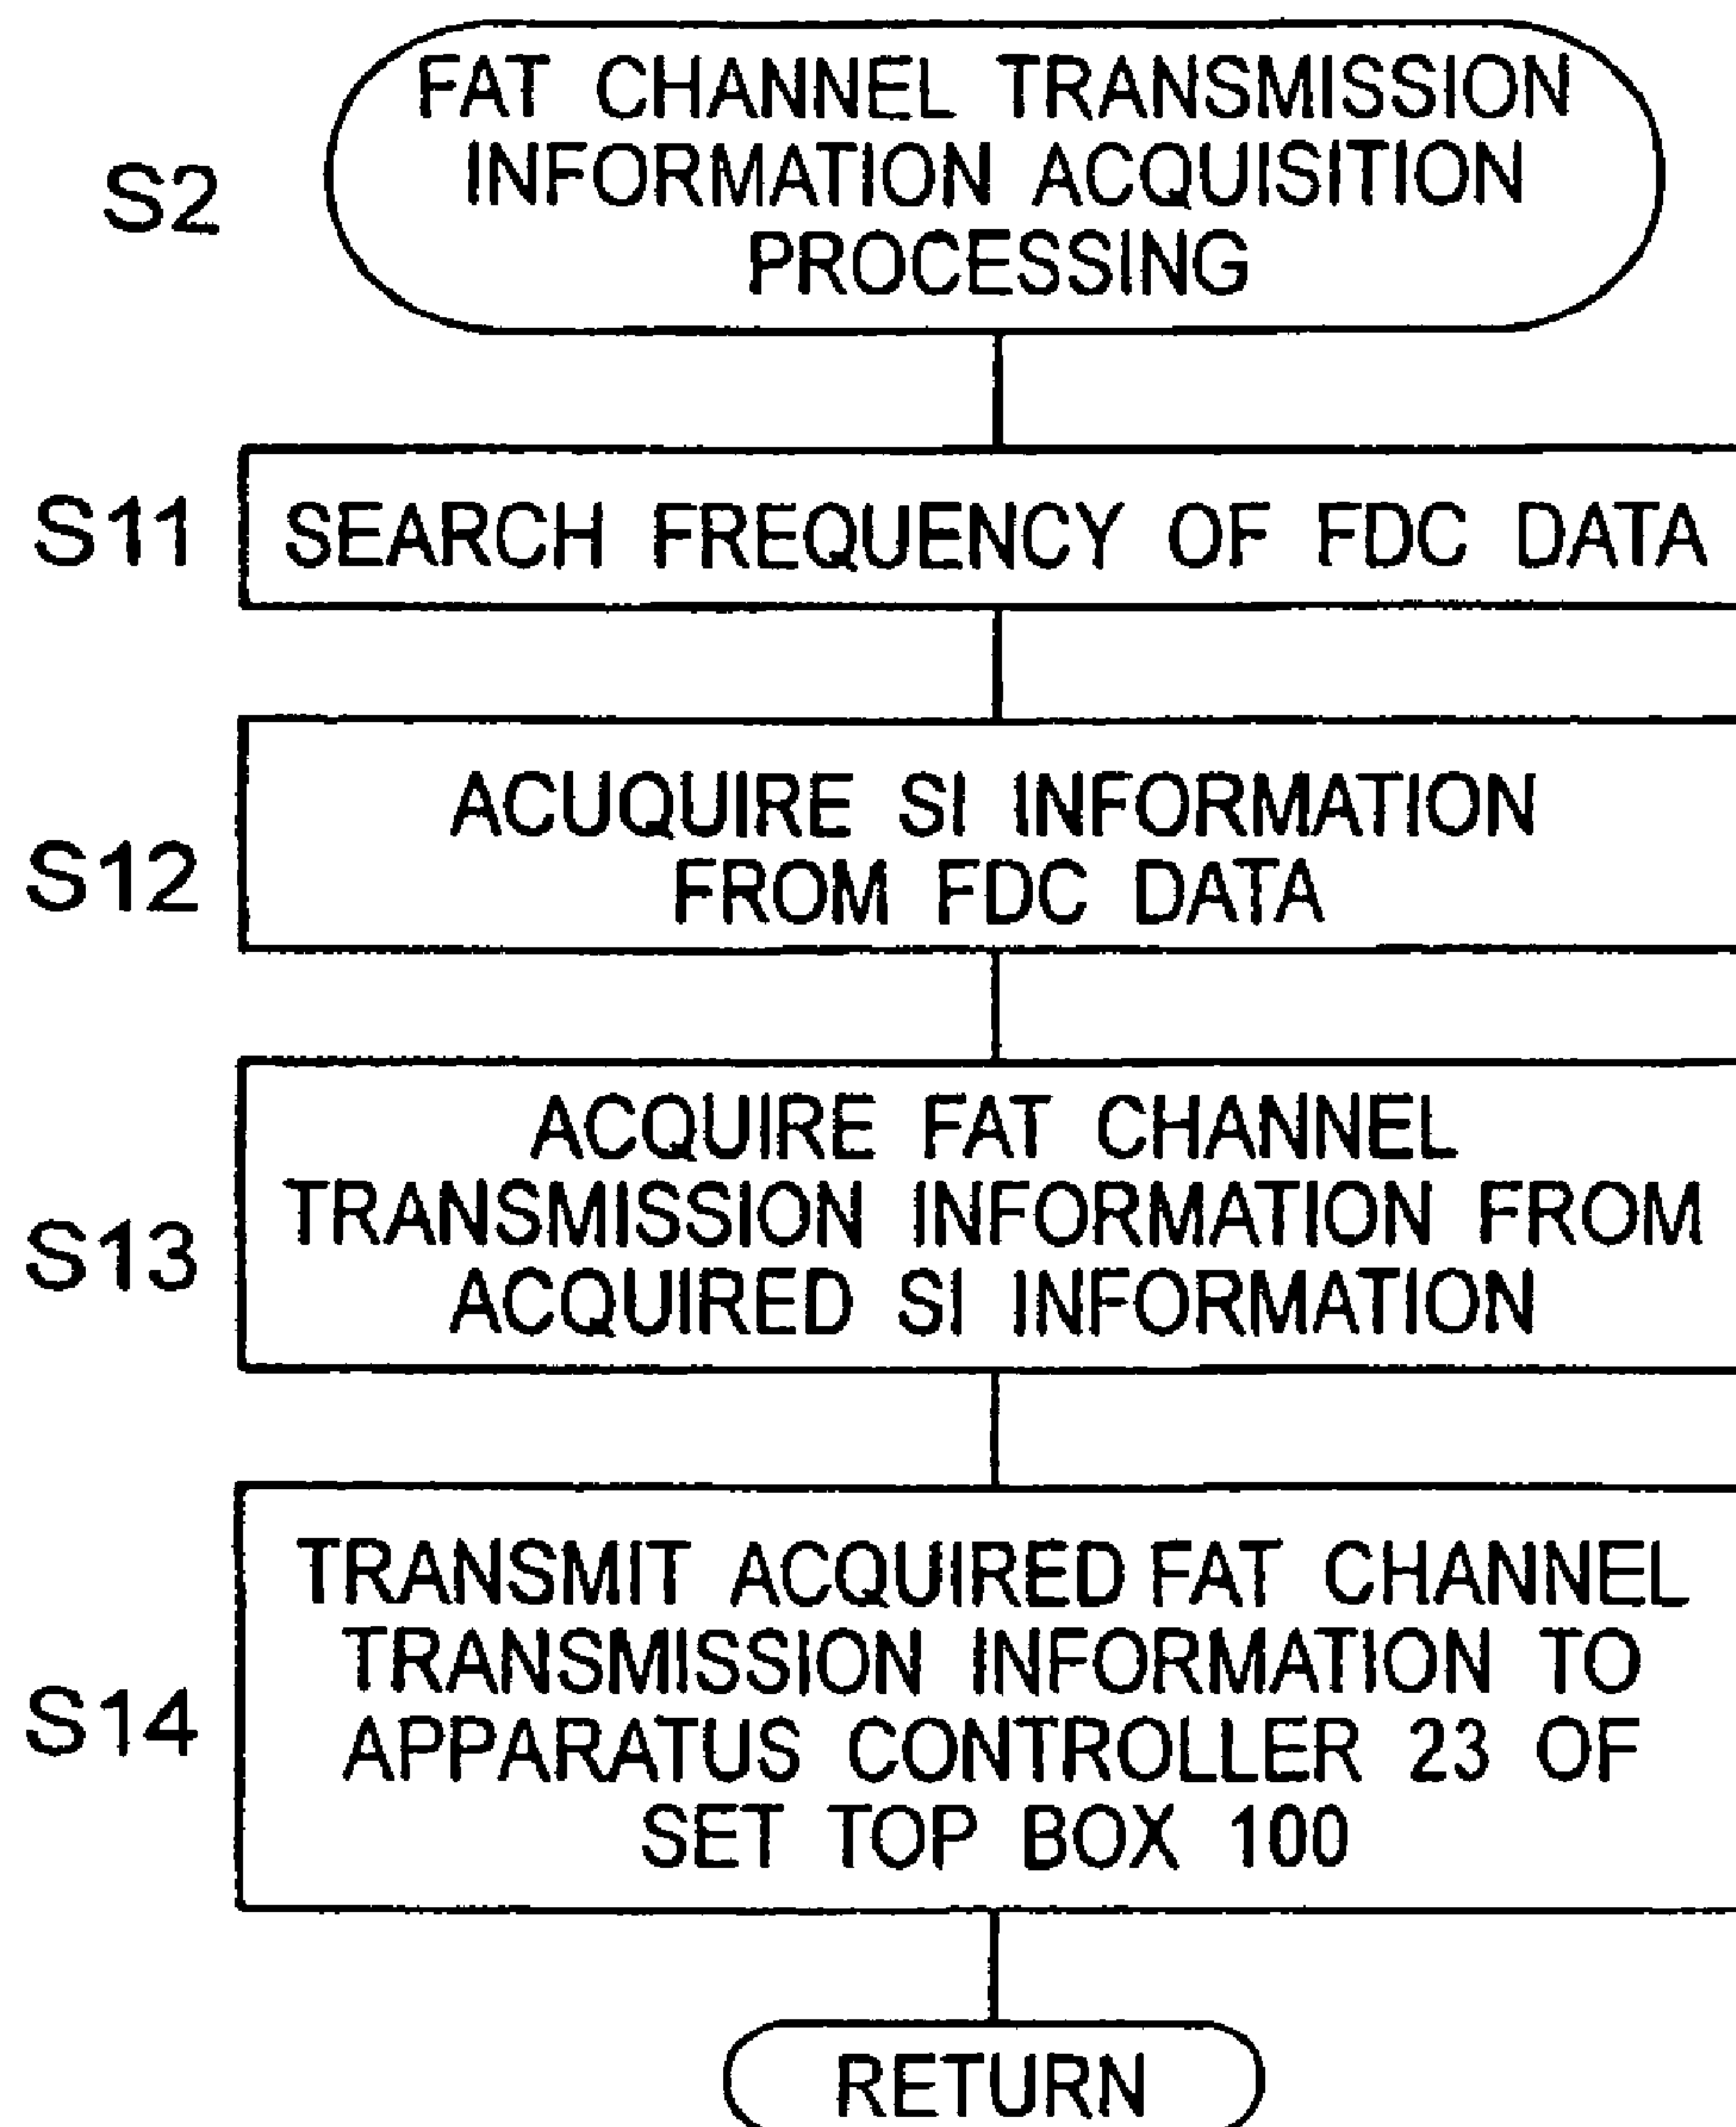 S2
FAT CHANNEL TRANSMISSION
INFORMATION ACQUISITION
PROCESSING
S11
SEARCH FREQUENCY OF FDC DATA
S12
ACUQUIRE SI INFORMATION
FROM FDC DATA
S13
ACQUIRE FAT CHANNEL
TRANSMISSION INFORMATION FROM
ACQUIRED SI INFORMATION
S14
TRANSMIT ACQUIRED FAT CHANNEL
TRANSMISSION INFORMATION TO
APPARATUS CONTROLLER 23 OF
SET TOP BOX 100
RETURN